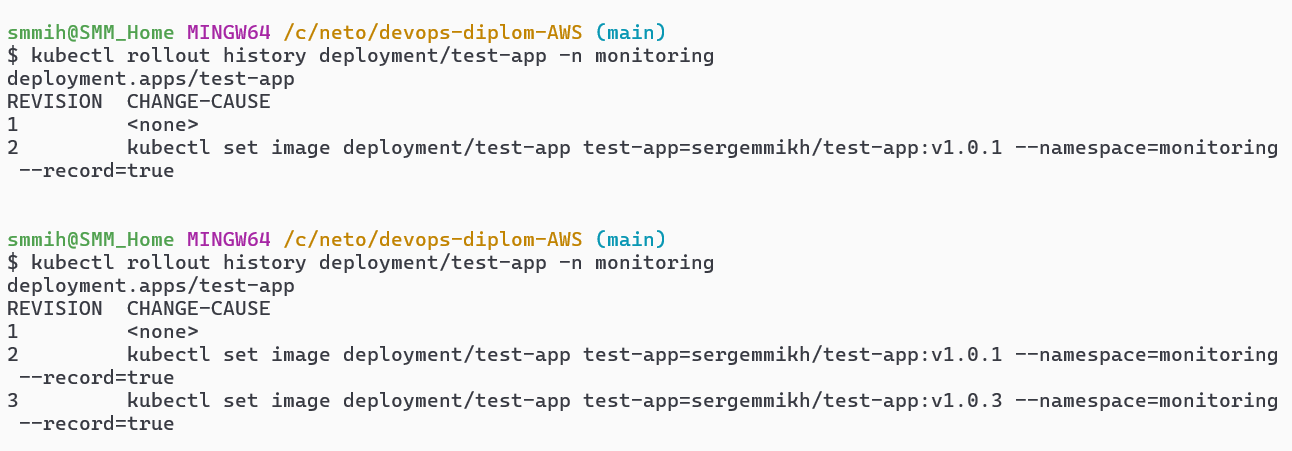 smmih@SMM_Home MINGW64 /c/neto/devops-diplom-AWS (main)
$ kubectl rollout history deployment/test-app -n monitoring
deployment.apps/test-app
REVISION  CHANGE-CAUSE
1         <none>
2         kubectl set image deployment/test-app test-app=sergemmikh/test-app:v1.0.1 --namespace=monitoring
 --record=true
smmih@SMM_Home MINGW64 /c/neto/devops-diplom-AWS (main)
$ kubectl rollout history deployment/test-app -n monitoring
deployment.apps/test-app
REVISION  CHANGE-CAUSE
1         <none>
2         kubectl set image deployment/test-app test-app=sergemmikh/test-app:v1.0.1 --namespace=monitoring
 --record=true
3         kubectl set image deployment/test-app test-app=sergemmikh/test-app:v1.0.3 --namespace=monitoring
 --record=true